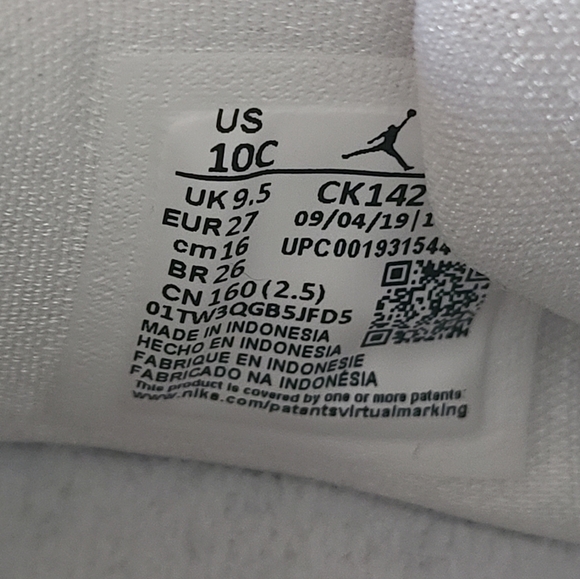 US
10C
UK 9.5
CK142
EUR 27
09/04/19|1
cm 16
UPC00193154
BR 26
CN 160 (2.5)
01TW3QGB5JFD5
MADE IN INDONESIA
HECHO EN INDONESIA
FABRIQUE EN INDONESIE
FABRICADO NA INDONÉSIA
This product is covered by one or more patents:
www.nike.com/patentsvirtualmarking